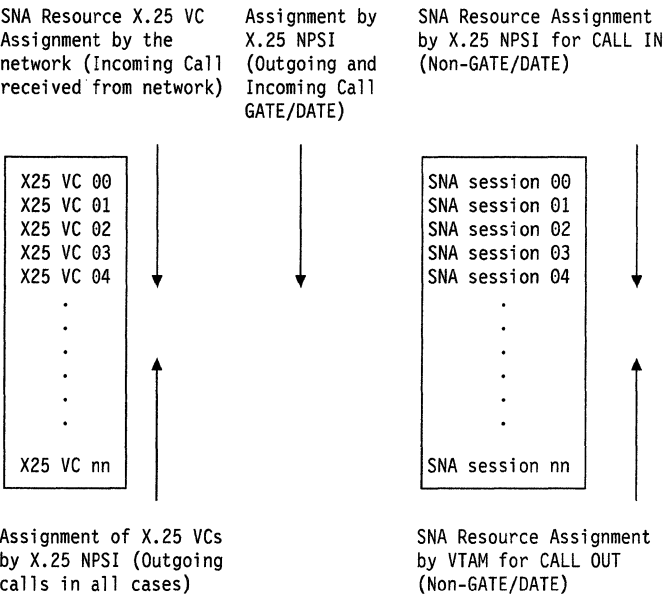 SNA Resource X.25 VC
Assignment by the
network (Incoming Call
received from network)
Assignment by
X.25 NPSI
(Outgoing and
Incoming Call
GATE/DATE)
SNA Resource Assignment
by X.25 NPSI for CALL IN
(Non-GATE/DATE)
X25 VC 00
X25 VC 01
X25 VC 02
X25 VC 03
X25 VC 04
X25 VC nn
SNA session 00
SNA session 01
SNA session 02
SNA session 03
SNA session 04
SNA session nn
Assignment of X.25 VCs
by X.25 NPSI (Outgoing
calls in all cases)
SNA Resource Assignment
by VTAM for CALL OUT
(Non-GATE/DATE)